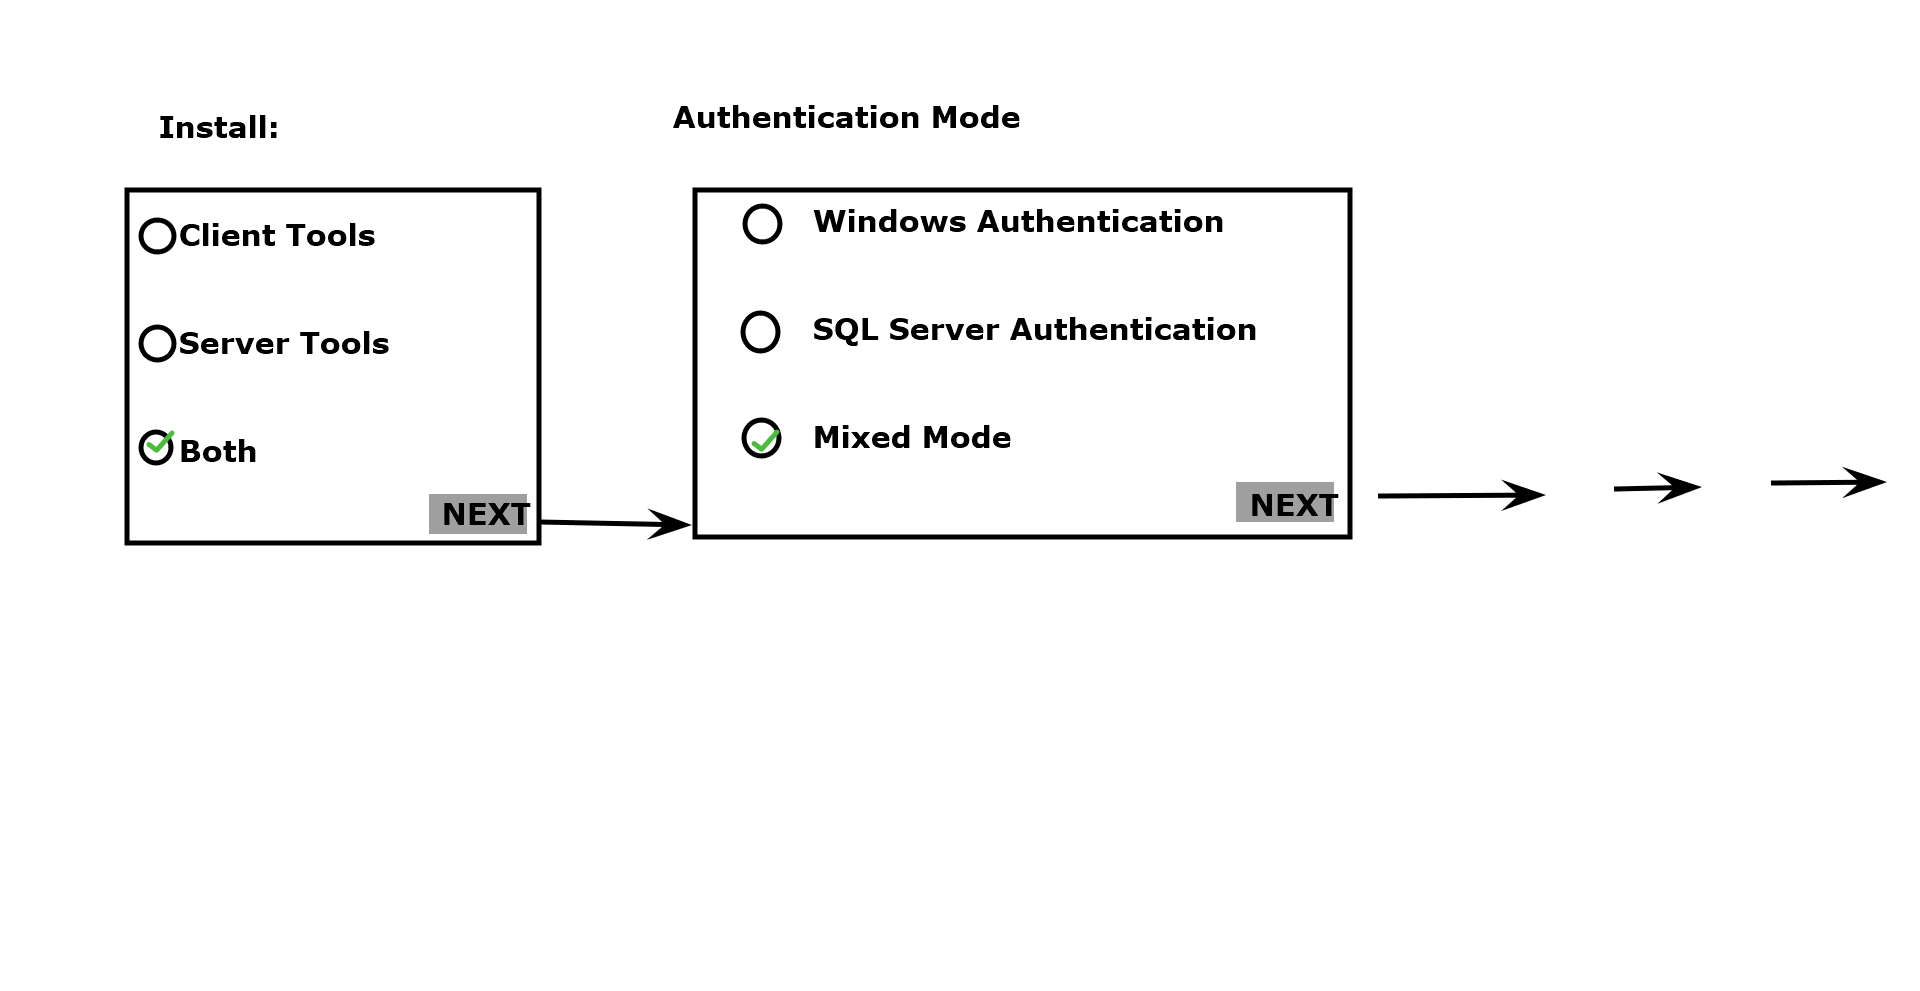 Install:
Client Tools
Server Tools
Both
NEXT
Authentication Mode
Windows Authentication
SQL Server Authentication
Mixed Mode
NEXT